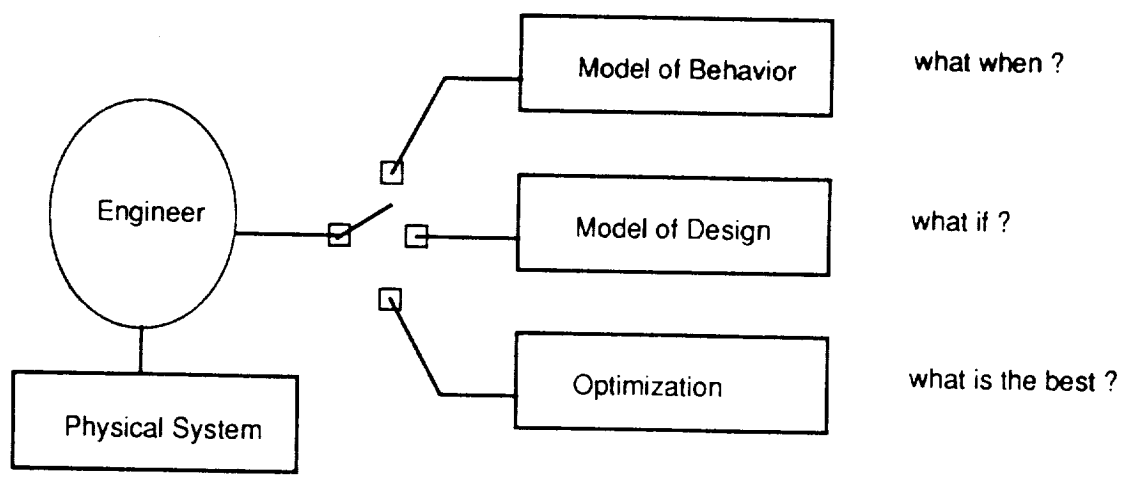 Model of Behavior
what when ?
Engineer
Model of Design
what if ?
Optimization
what is the best ?
Physical System